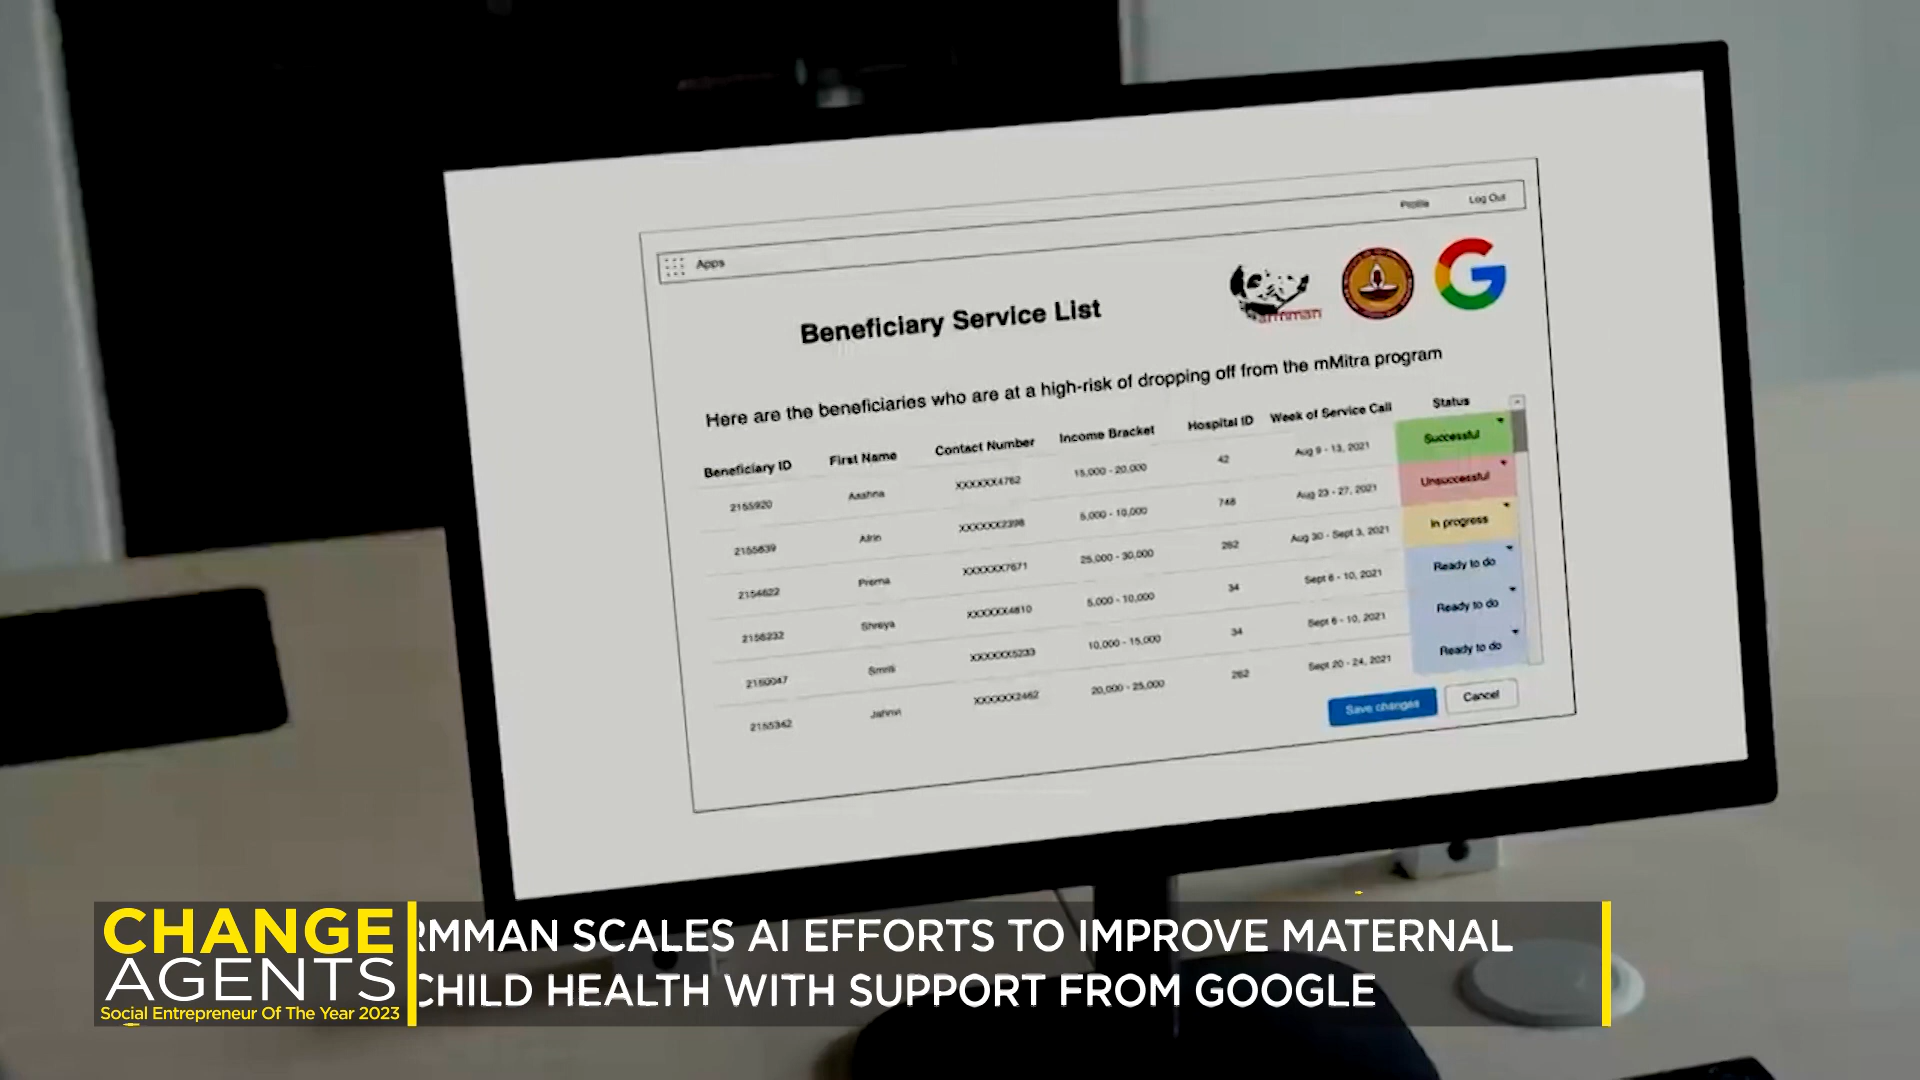 Profile Log Out
Apps
armman
Beneficiary Service List
Here are the beneficiaries who are at a high-risk of dropping off from the mMitra program
Beneficiary ID First Name Contact Number Income Bracket Hospital ID Week of Service Call Status
2155920 Aashna XXXXXX4762 15,000 - 20,000 42 Aug 9 - 13, 2021 Successful
2155839 Afrin XXXXXX2398 5,000 - 10,000 748 Aug 23 - 27, 2021 Unsuccessful
2154622 Prema XXXXXX7671 25,000 - 30,000 262 Aug 30 - Sept 3, 2021 In progress
2156232 Shreya XXXXXX4810 5,000 - 10,000 34 Sept 6 - 10, 2021 Ready to do
2150047 Smriti XXXXXX5233 10,000 - 15,000 34 Sept 6 - 10, 2021 Ready to do
2155342 Jahnvi XXXXXX2462 20,000 - 25,000 262 Sept 20 - 24, 2021 Ready to do
Save changes Cancel
CHANGE
AGENTS
Social Entrepreneur Of The Year 2023
RMMAN SCALES AI EFFORTS TO IMPROVE MATERNAL
CHILD HEALTH WITH SUPPORT FROM GOOGLE